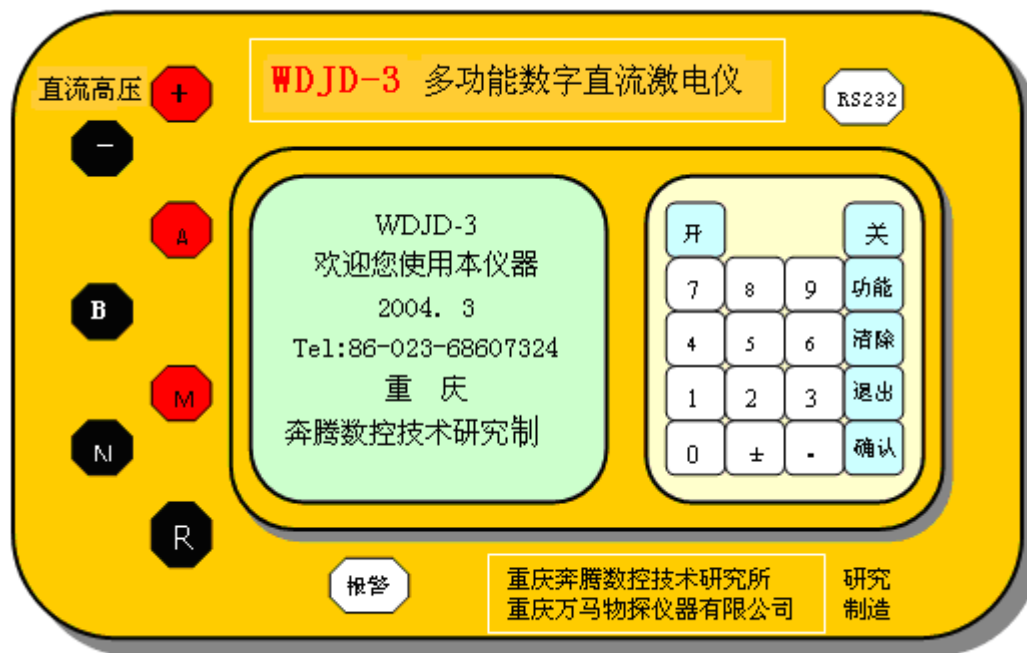 WDJD-3 多功能数字直流激电仪
直流高压 +
RS232
−
A
B
M
N
R
WDJD-3
欢迎您使用本仪器
2004. 3
Tel:86-023-68607324
重 庆
奔腾数控技术研究制
开 关
7 8 9 功能
4 5 6 清除
1 2 3 退出
0 ± . 确认
报警
重庆奔腾数控技术研究所 研究
重庆万马物探仪器有限公司 制造